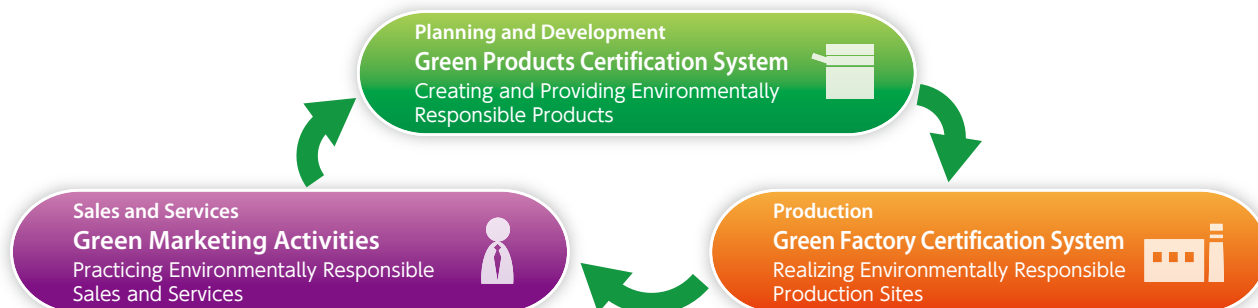 Planning and Development
Green Products Certification System
Creating and Providing Environmentally
Responsible Products
Sales and Services
Green Marketing Activities
Practicing Environmentally Responsible
Sales and Services
Production
Green Factory Certification System
Realizing Environmentally Responsible
Production Sites